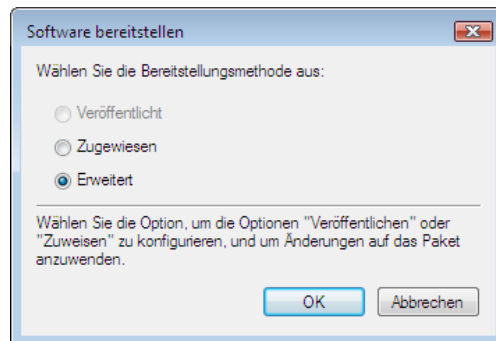 Software bereitstellen
Wählen Sie die Bereitstellungsmethode aus:
Veröffentlicht
Zugewiesen
Erweitert
Wählen Sie die Option, um die Optionen "Veröffentlichen" oder
"Zuweisen" zu konfigurieren, und um Änderungen auf das Paket
anzuwenden.
OK
Abbrechen